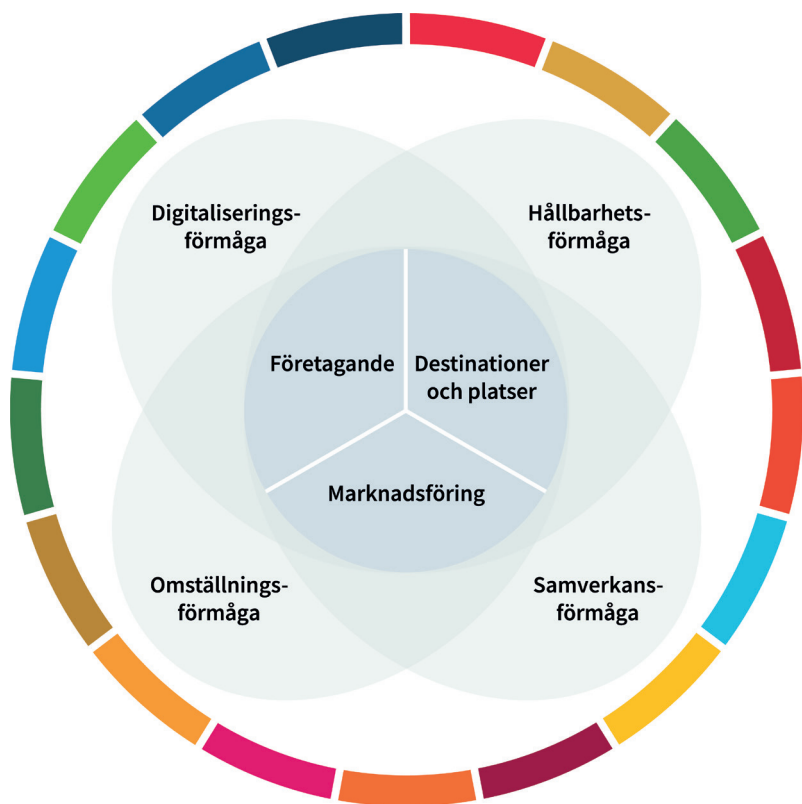 Digitaliserings-
förmåga
Hållbarhets-
förmåga
Företagande
Destinationer
och platser
Marknadsföring
Omställnings-
förmåga
Samverkans-
förmåga